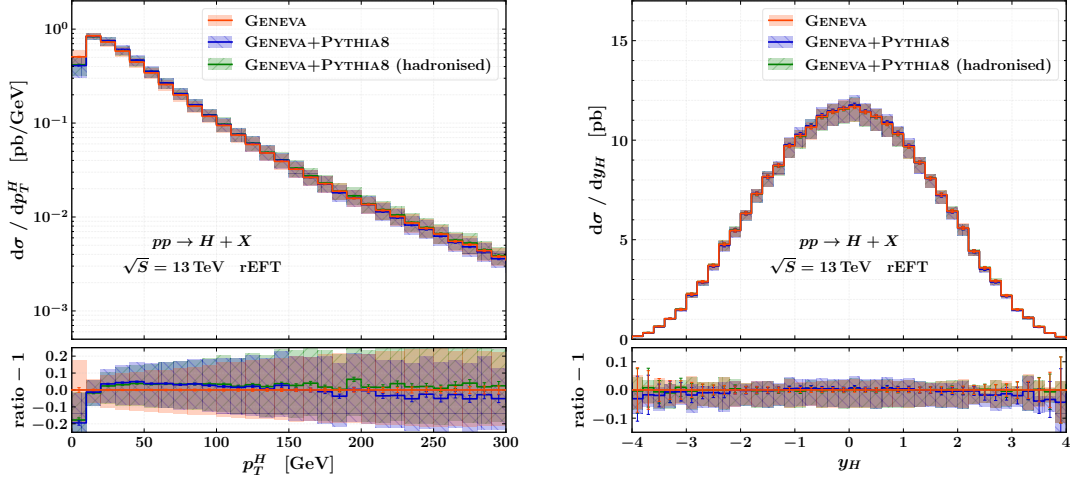 GENEVA
GENEVA+PYTHIA8
GENEVA+PYTHIA8 (hadronised)
10⁰
10⁻¹
10⁻²
10⁻³
dσ / dp_T^H [pb/GeV]
pp → H + X
√S = 13 TeV rEFT
0.2
0.1
0.0
−0.1
−0.2
ratio − 1
0 50 100 150 200 250 300
p_T^H [GeV]
GENEVA
GENEVA+PYTHIA8
GENEVA+PYTHIA8 (hadronised)
15
10
5
0
dσ / dy_H [pb]
pp → H + X
√S = 13 TeV rEFT
0.1
0.0
−0.1
ratio − 1
−4 −3 −2 −1 0 1 2 3 4
y_H